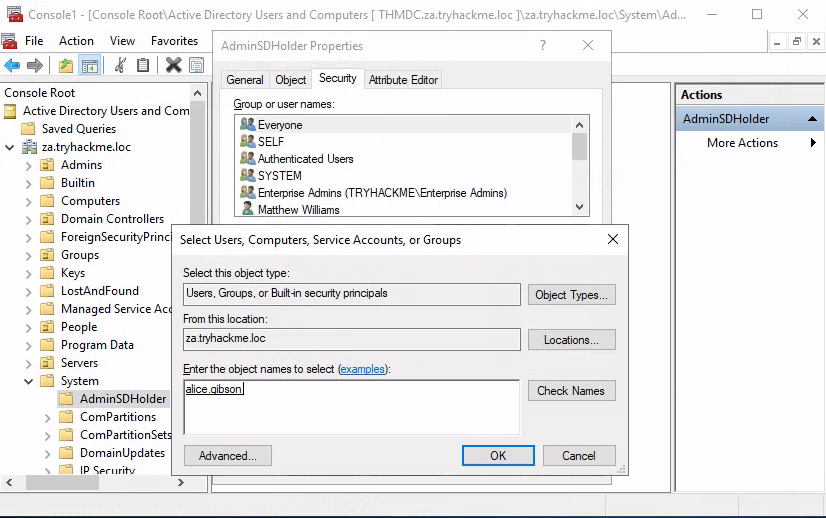 Console1 - [Console Root\Active Directory Users and Computers [ THMDC.za.tryhackme.loc ]\za.tryhackme.loc\System\Ad...
File Action View Favorites
AdminSDHolder Properties
General Object Security Attribute Editor
Group or user names:
Everyone
SELF
Authenticated Users
SYSTEM
Enterprise Admins (TRYHACKME\Enterprise Admins)
Matthew Williams
Console Root
Active Directory Users and Com
Saved Queries
za.tryhackme.loc
Admins
Builtin
Computers
Domain Controllers
ForeignSecurityPrinci
Groups
Keys
LostAndFound
Managed Service Acc
People
Program Data
Servers
System
AdminSDHolder
ComPartitions
ComPartitionSets
DomainUpdates
IP Security
Select Users, Computers, Service Accounts, or Groups
Select this object type:
Users, Groups, or Built-in security principals
Object Types...
From this location:
za.tryhackme.loc
Locations...
Enter the object names to select (examples):
alice.gibson
Check Names
Advanced...
OK
Cancel
Actions
AdminSDHolder
More Actions